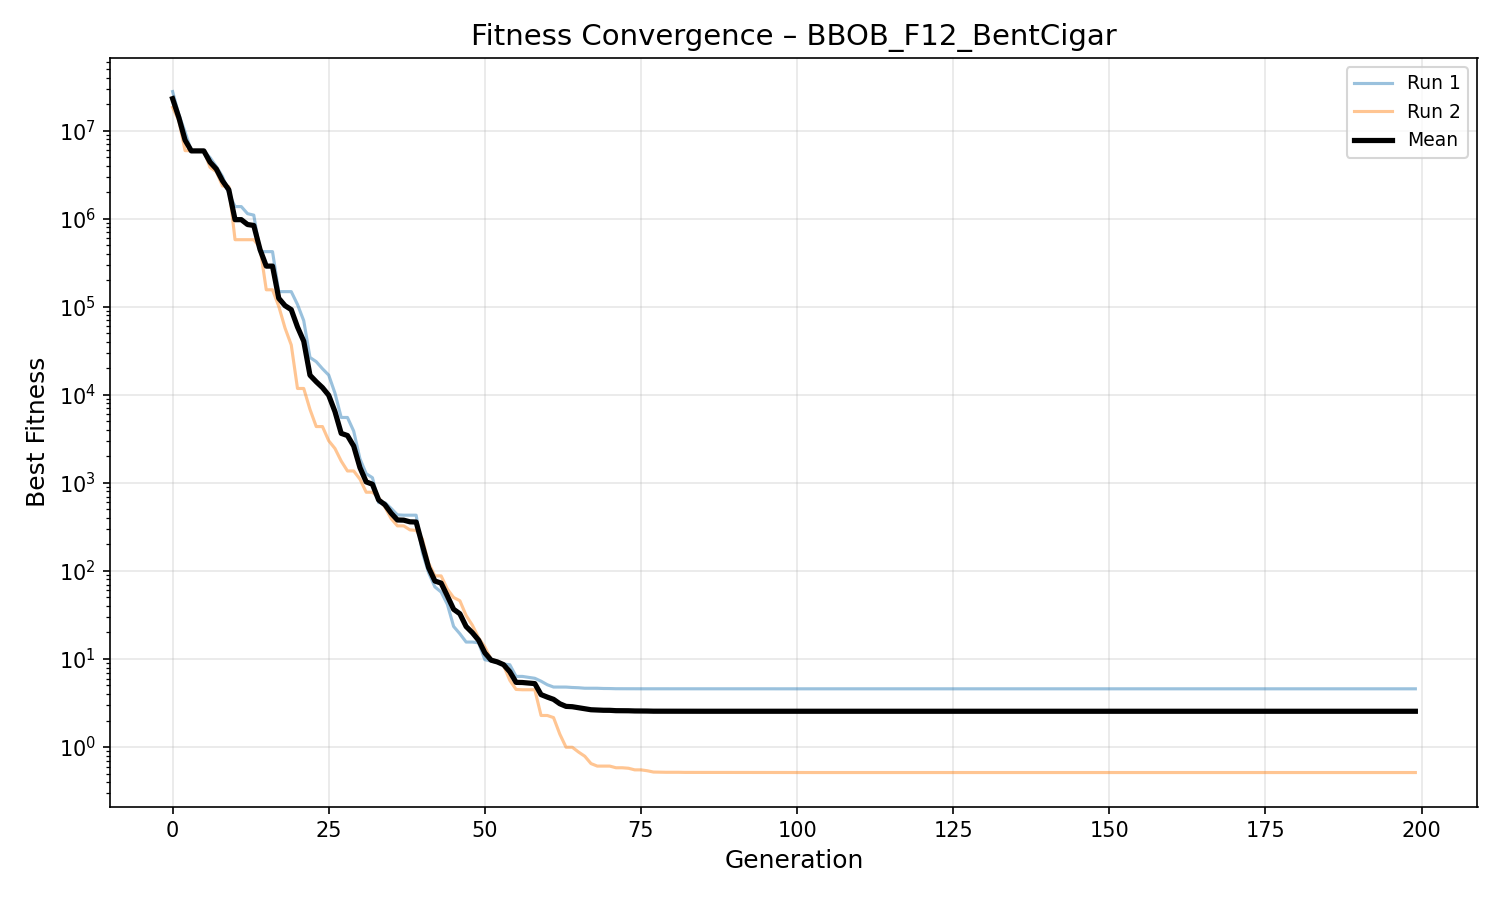 Fitness Convergence – BBOB_F12_BentCigar
Run 1
Run 2
Mean
Best Fitness
10⁷
10⁶
10⁵
10⁴
10³
10²
10¹
10⁰
0 25 50 75 100 125 150 175 200
Generation